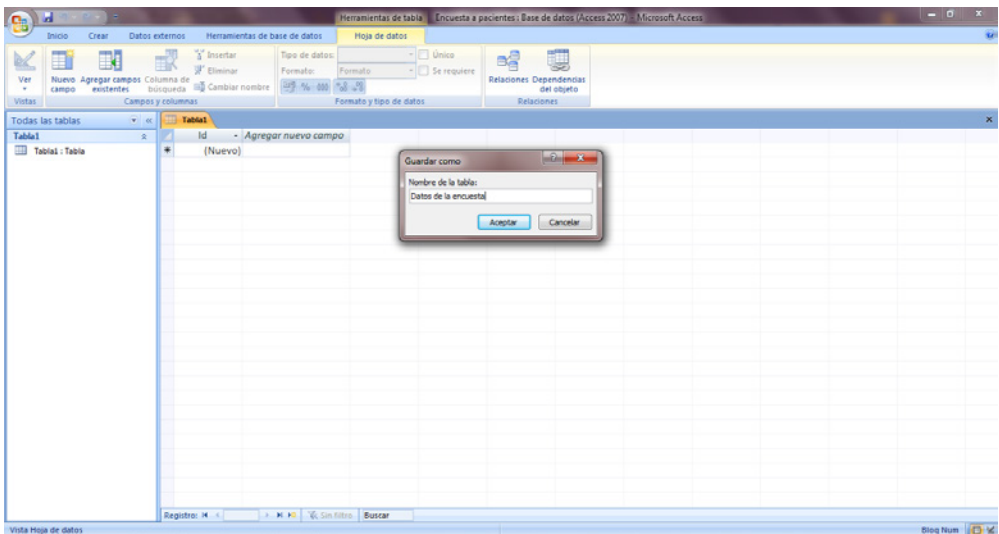 Herramientas de tabla Encuesta a pacientes : Base de datos (Access 2007) - Microsoft Access
Inicio Crear Datos externos Herramientas de base de datos Hoja de datos
Ver
Vistas
Nuevo campo
Agregar campos existentes
Columna de búsqueda
Insertar
Eliminar
Cambiar nombre
Campos y columnas
Tipo de datos:
Formato: Formato
% 000
Único
Se requiere
Formato y tipo de datos
Relaciones
Dependencias del objeto
Relaciones
Todas las tablas
Tabla1
Tabla1 : Tabla
Tabla1
Id Agregar nuevo campo
(Nuevo)
Guardar como
Nombre de la tabla:
Datos de la encuesta
Aceptar Cancelar
Registro: Sin filtro Buscar
Vista Hoja de datos Bloq Num